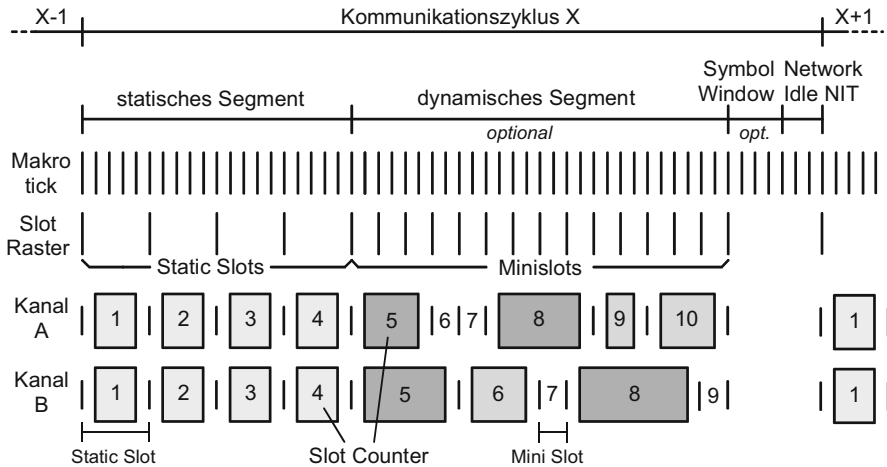 X-1 Kommunikationszyklus X X+1
Symbol Network
statisches Segment dynamisches Segment Window Idle NIT
optional opt.
Makro
tick
Slot
Raster
Static Slots Minislots
Kanal
A
1 2 3 4 5 6 7 8 9 10 1
Kanal
B
1 2 3 4 5 6 7 8 9 1
Static Slot Slot Counter Mini Slot